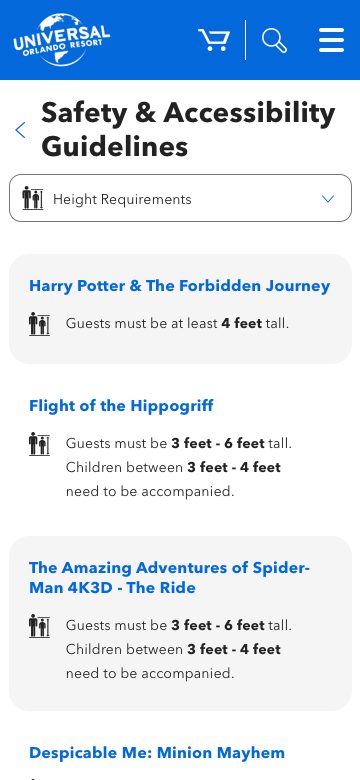 UNIVERSAL
ORLANDO RESORT
Safety & Accessibility
Guidelines
Height Requirements
Harry Potter & The Forbidden Journey
Guests must be at least 4 feet tall.
Flight of the Hippogriff
Guests must be 3 feet - 6 feet tall.
Children between 3 feet - 4 feet
need to be accompanied.
The Amazing Adventures of Spider-
Man 4K3D - The Ride
Guests must be 3 feet - 6 feet tall.
Children between 3 feet - 4 feet
need to be accompanied.
Despicable Me: Minion Mayhem